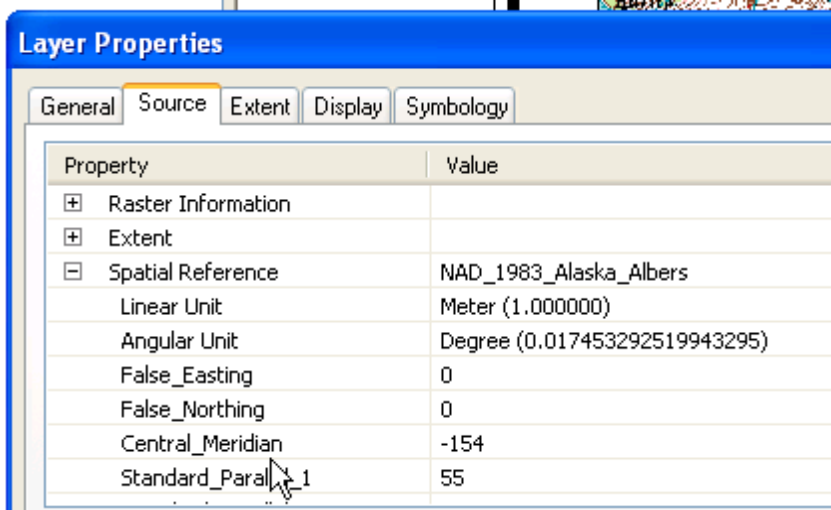 Layer Properties
General Source Extent Display Symbology
Property Value
Raster Information
Extent
Spatial Reference NAD_1983_Alaska_Albers
Linear Unit Meter (1.000000)
Angular Unit Degree (0.017453292519943295)
False_Easting 0
False_Northing 0
Central_Meridian -154
55